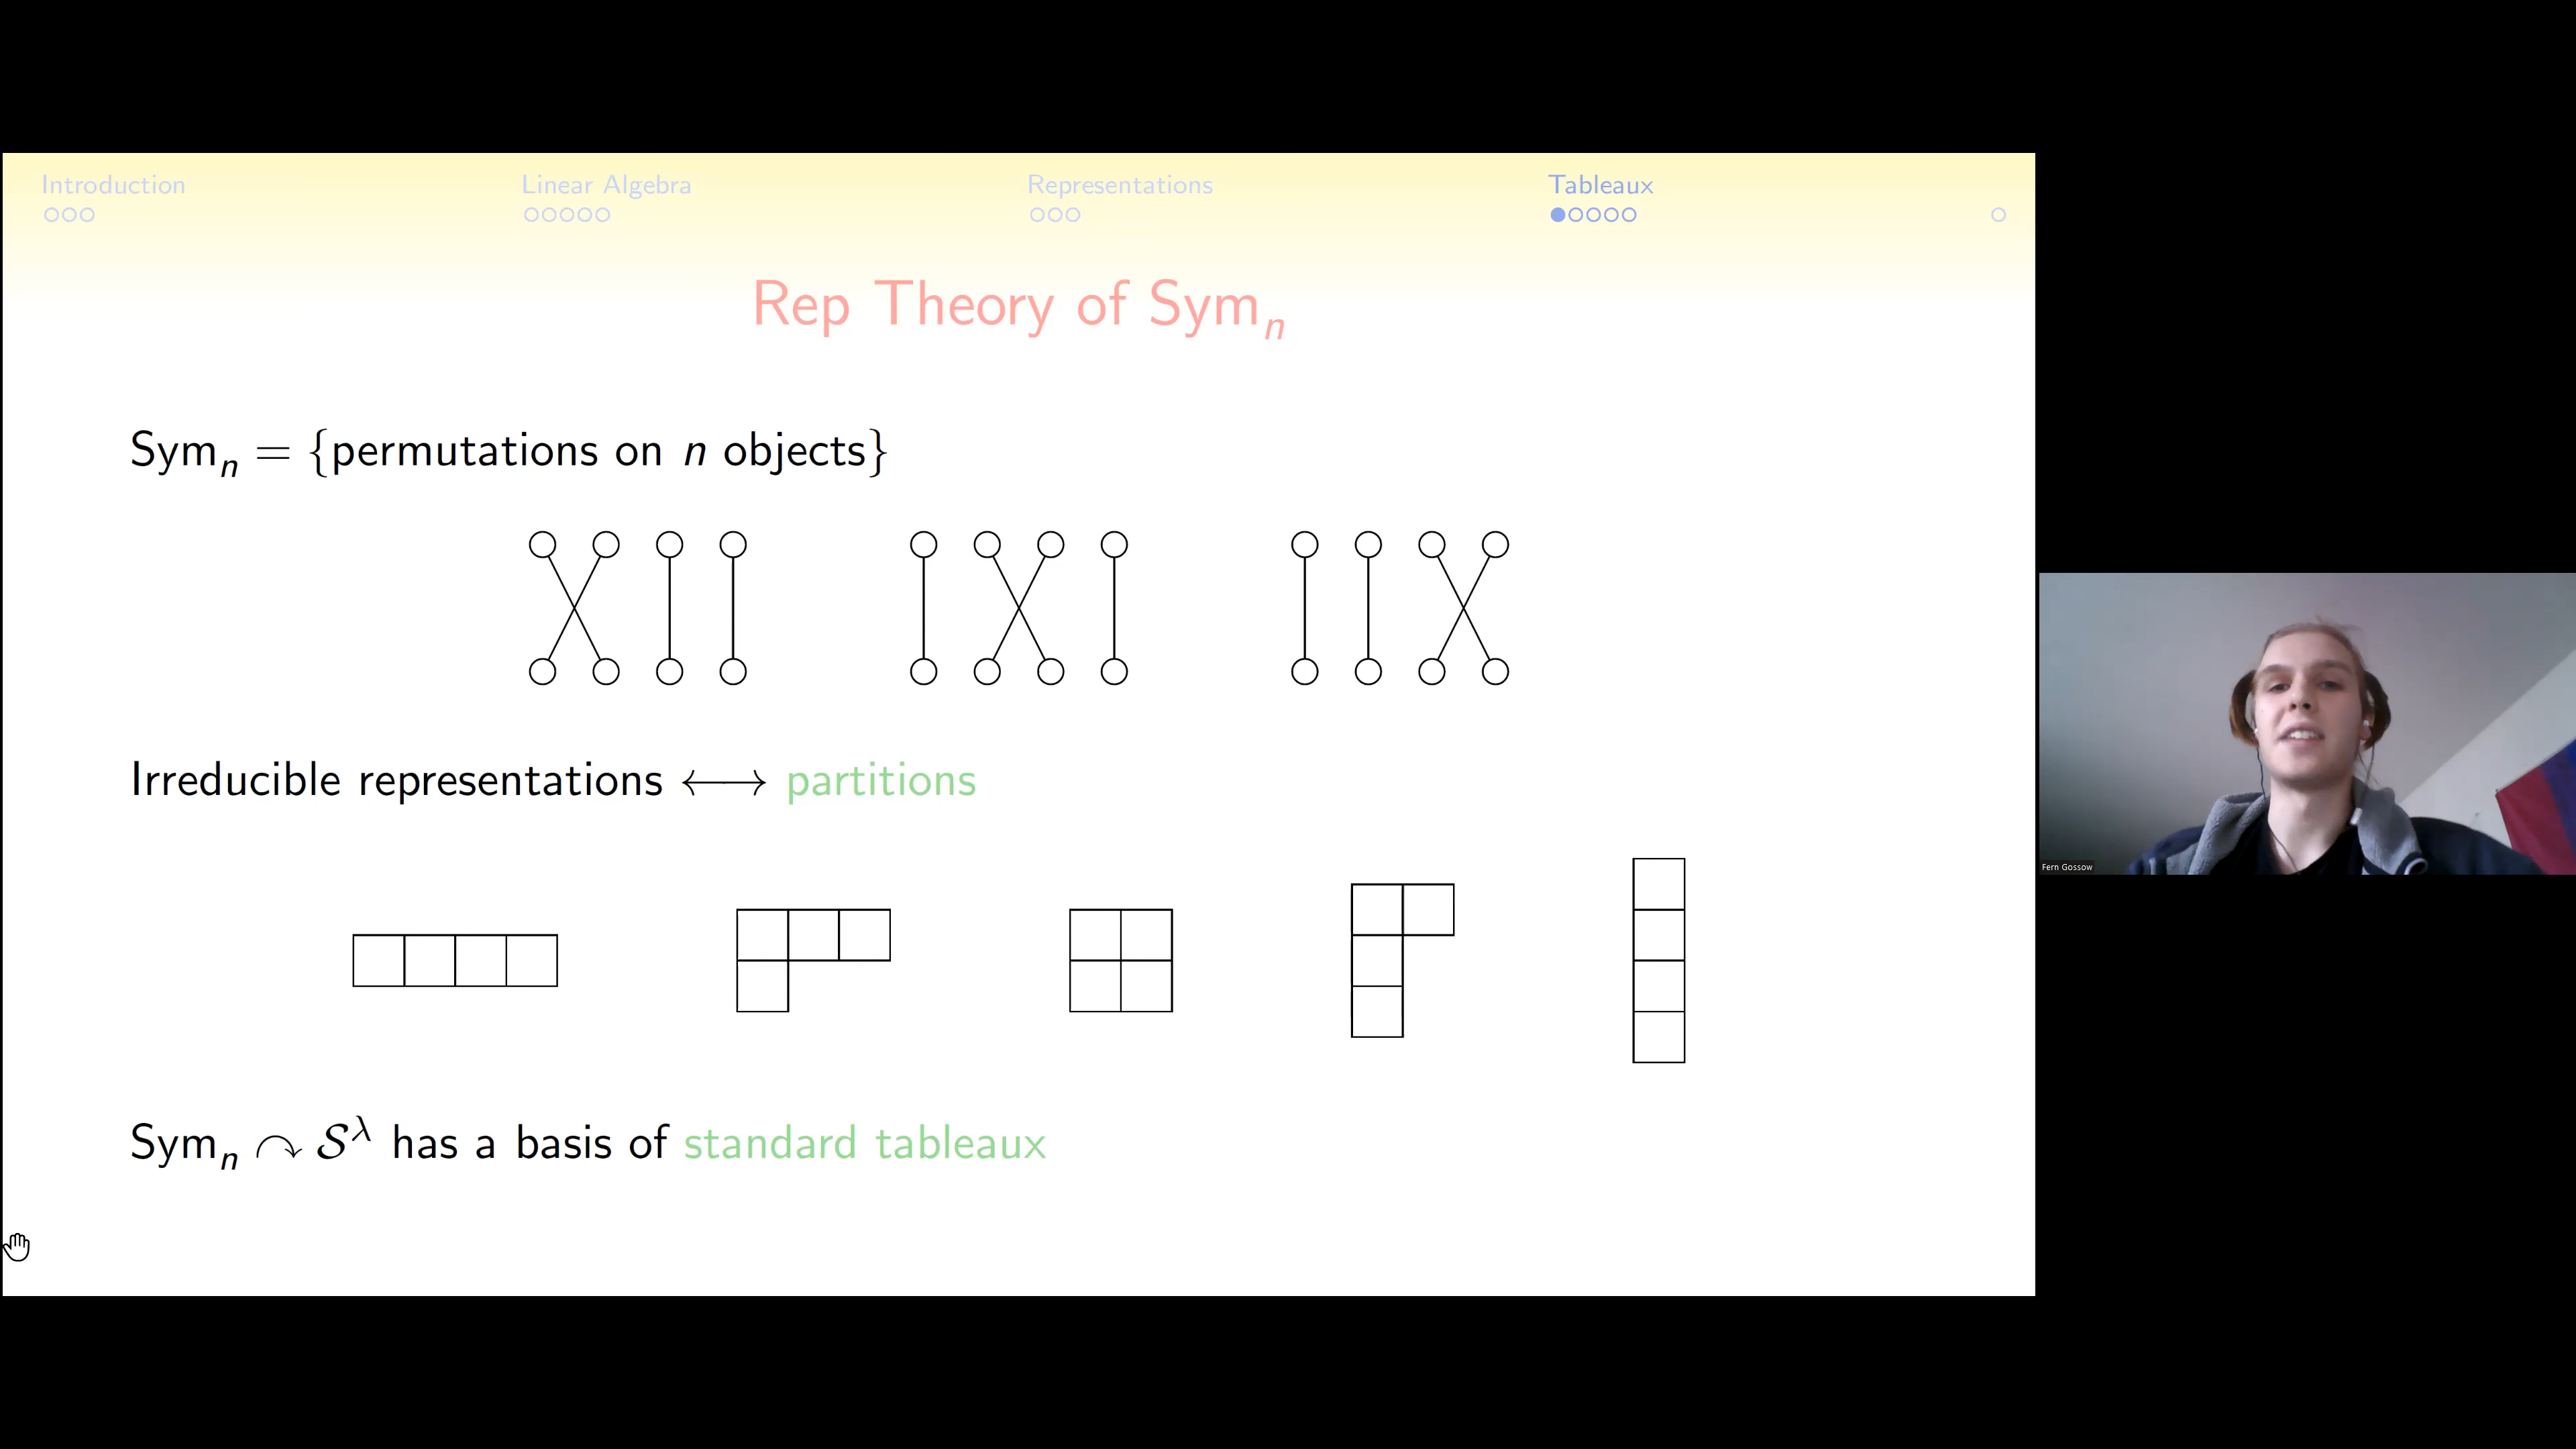 Introduction Linear Algebra Representations Tableaux
Rep Theory of Symₙ
Symₙ = {permutations on n objects}
Irreducible representations ⟷ partitions
Symₙ ↷ 𝒮^λ has a basis of standard tableaux
Fern Gossow